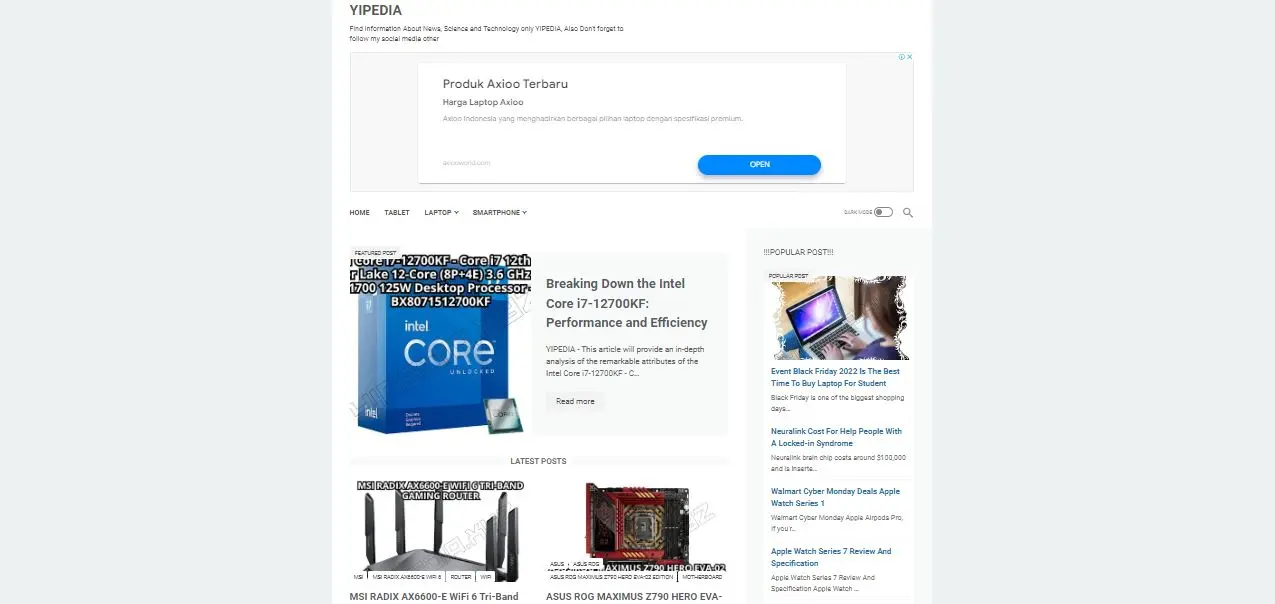 YIPEDIA
Find Information About News, Science and Technology only YIPEDIA, Also Don't forget to
follow my social media other
Produk Axioo Terbaru
Harga Laptop Axioo
Axioo Indonesia yang menghadirkan berbagai pilihan laptop dengan spesifikasi premium.
axiooworld.com
OPEN
HOME
TABLET
LAPTOP
SMARTPHONE
DARK MODE
FEATURED POST
Core i7-12700KF - Core i7 12th
r Lake 12-Core (8P+4E) 3.6 GHz
1700 125W Desktop Processor -
BX8071512700KF
i7
intel.
CORE
UNLOCKED
intel
Discrete
Graphics
Required
CORE
Breaking Down the Intel
Core i7-12700KF:
Performance and Efficiency
YIPEDIA - This article will provide an in-depth
analysis of the remarkable attributes of the
Intel Core i7-12700KF - C...
Read more
LATEST POSTS
MSI RADIX AX6600-E WIFI 6 TRI-BAND
GAMING ROUTER
MSI
MSI RADIX AX6600-E WIFI 6
ROUTER
WIFI
MSI RADIX AX6600-E WiFi 6 Tri-Band
ASUS
ASUS ROG
MAXIMUS Z790 HERO EVA-02
ASUS ROG MAXIMUS Z790 HERO EVA-02 EDITION
MOTHERBOARD
ASUS ROG MAXIMUS Z790 HERO EVA-
!!!POPULAR POST!!!
POPULAR POST
Event Black Friday 2022 Is The Best
Time To Buy Laptop For Student
Black Friday is one of the biggest shopping
days...
Neuralink Cost For Help People With
A Locked-in Syndrome
Neuralink brain chip costs around $100,000
and is inserte...
Walmart Cyber Monday Deals Apple
Watch Series 1
Walmart Cyber Monday Apple Airpods Pro,
if you'r...
Apple Watch Series 7 Review And
Specification
Apple Watch Series 7 Review And
Specification Apple Watch ...